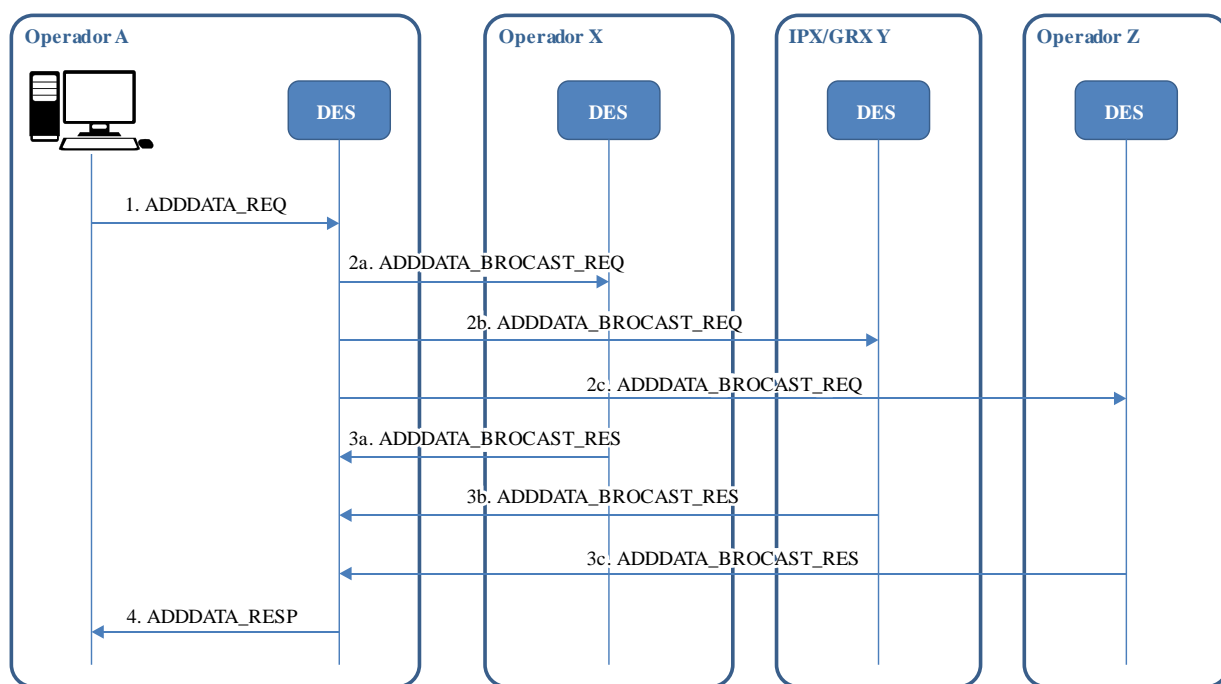 Operador A
Operador X
IPX/GRX Y
Operador Z
DES
DES
DES
DES
1. ADDDATA_REQ
2a. ADDDATA_BROCAST_REQ
2b. ADDDATA_BROCAST_REQ
2c. ADDDATA_BROCAST_REQ
3a. ADDDATA_BROCAST_RES
3b. ADDDATA_BROCAST_RES
3c. ADDDATA_BROCAST_RES
4. ADDDATA_RESP